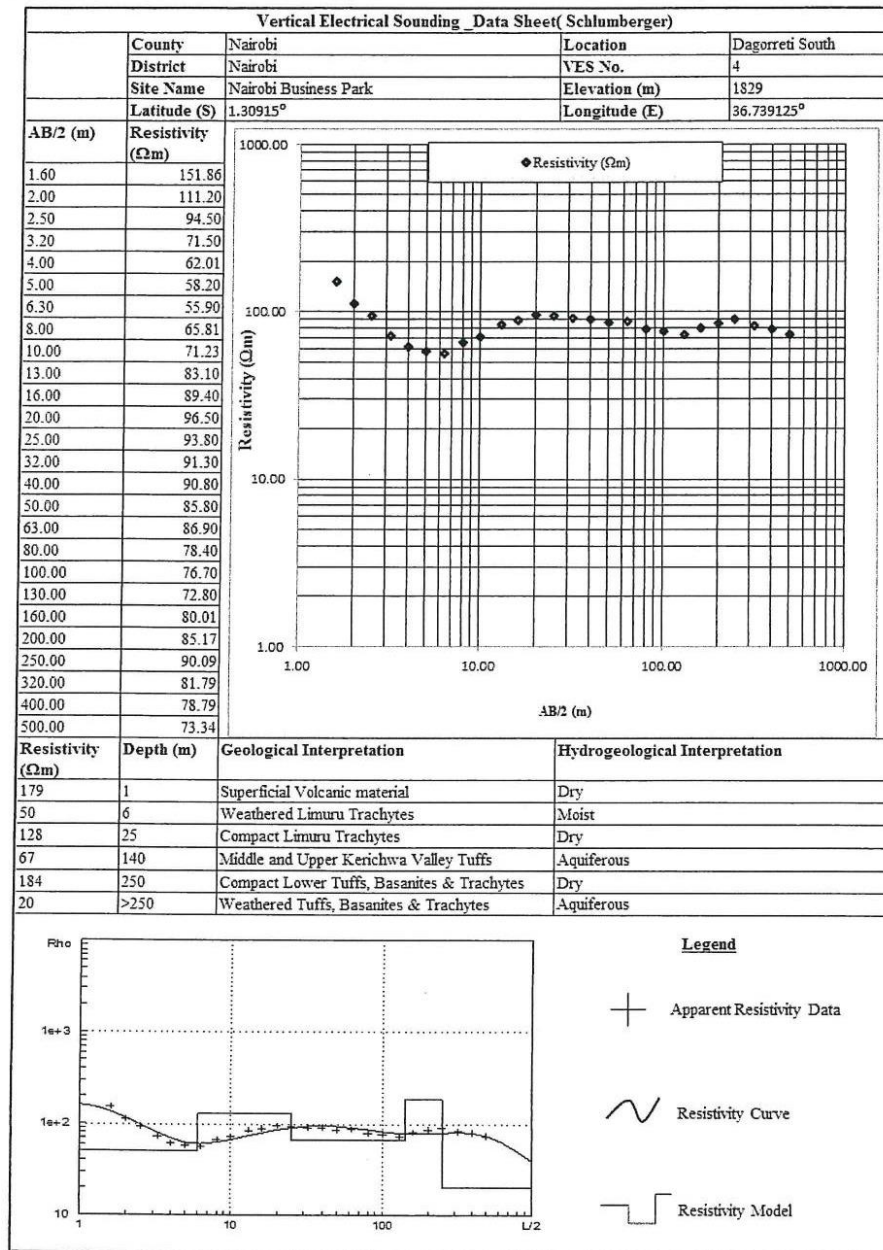 Vertical Electrical Sounding _Data Sheet( Schlumberger)
County Nairobi Location Dagorreti South
District Nairobi VES No. 4
Site Name Nairobi Business Park Elevation (m) 1829
Latitude (S) 1.30915° Longitude (E) 36.739125°
AB/2 (m) Resistivity (Ωm)
1.60 151.86
2.00 111.20
2.50 94.50
3.20 71.50
4.00 62.01
5.00 58.20
6.30 55.90
8.00 65.81
10.00 71.23
13.00 83.10
16.00 89.40
20.00 96.50
25.00 93.80
32.00 91.30
40.00 90.80
50.00 85.80
63.00 86.90
80.00 78.40
100.00 76.70
130.00 72.80
160.00 80.01
200.00 85.17
250.00 90.09
320.00 81.79
400.00 78.79
500.00 73.34
Resistivity (Ωm)
1000.00
100.00
10.00
1.00
Resistivity (Ωm)
1.00 10.00 100.00 1000.00
AB/2 (m)
Resistivity (Ωm) Depth (m) Geological Interpretation Hydrogeological Interpretation
179 1 Superficial Volcanic material Dry
50 6 Weathered Limuru Trachytes Moist
128 25 Compact Limuru Trachytes Dry
67 140 Middle and Upper Kerichwa Valley Tuffs Aquiferous
184 250 Compact Lower Tuffs, Basanites & Trachytes Dry
20 >250 Weathered Tuffs, Basanites & Trachytes Aquiferous
Rho
1e+3
1e+2
10
1 10 100 L/2
Legend
Apparent Resistivity Data
Resistivity Curve
Resistivity Model